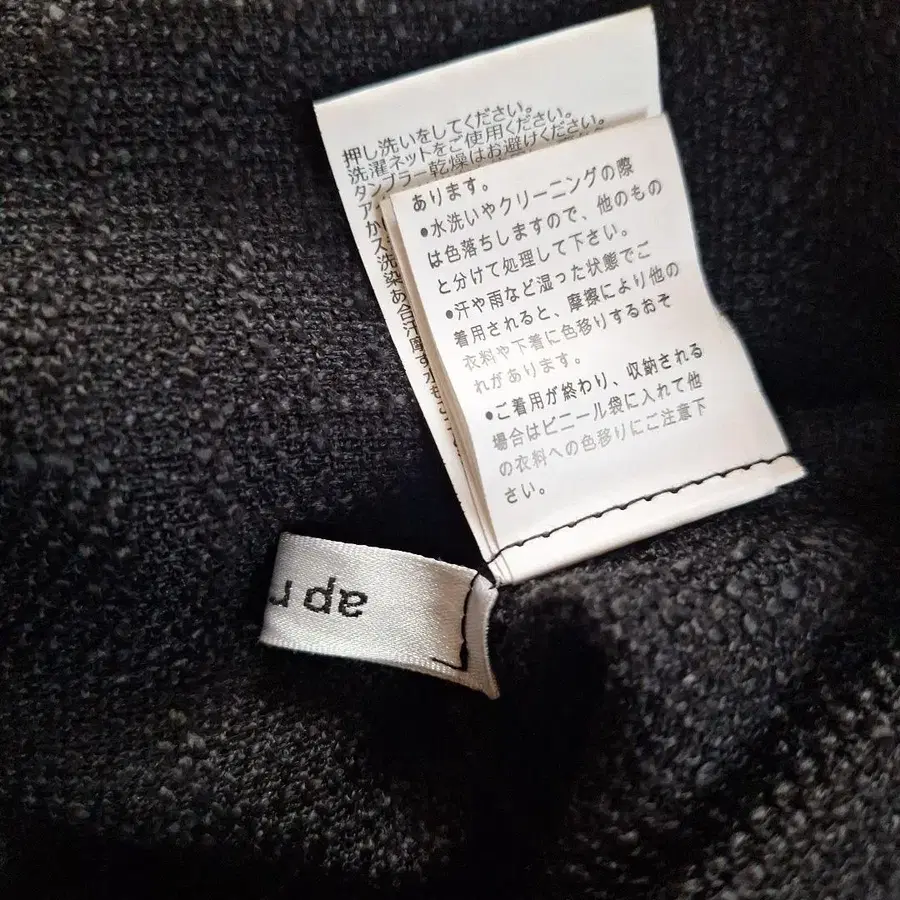 押し洗いをしてください。
洗濯ネットをご使用ください。
タンブラー乾燥はお避けください。
あります。
●水洗いやクリーニングの際
は色落ちしますので、他のもの
と分けて処理して下さい。
●汗や雨など湿った状態でご
着用されると、摩擦により他の
衣料や下着に色移りするおそ
れがあります。
●ご着用が終わり、収納される
場合はビニール袋に入れて他
の衣料への色移りにご注意下
さい。